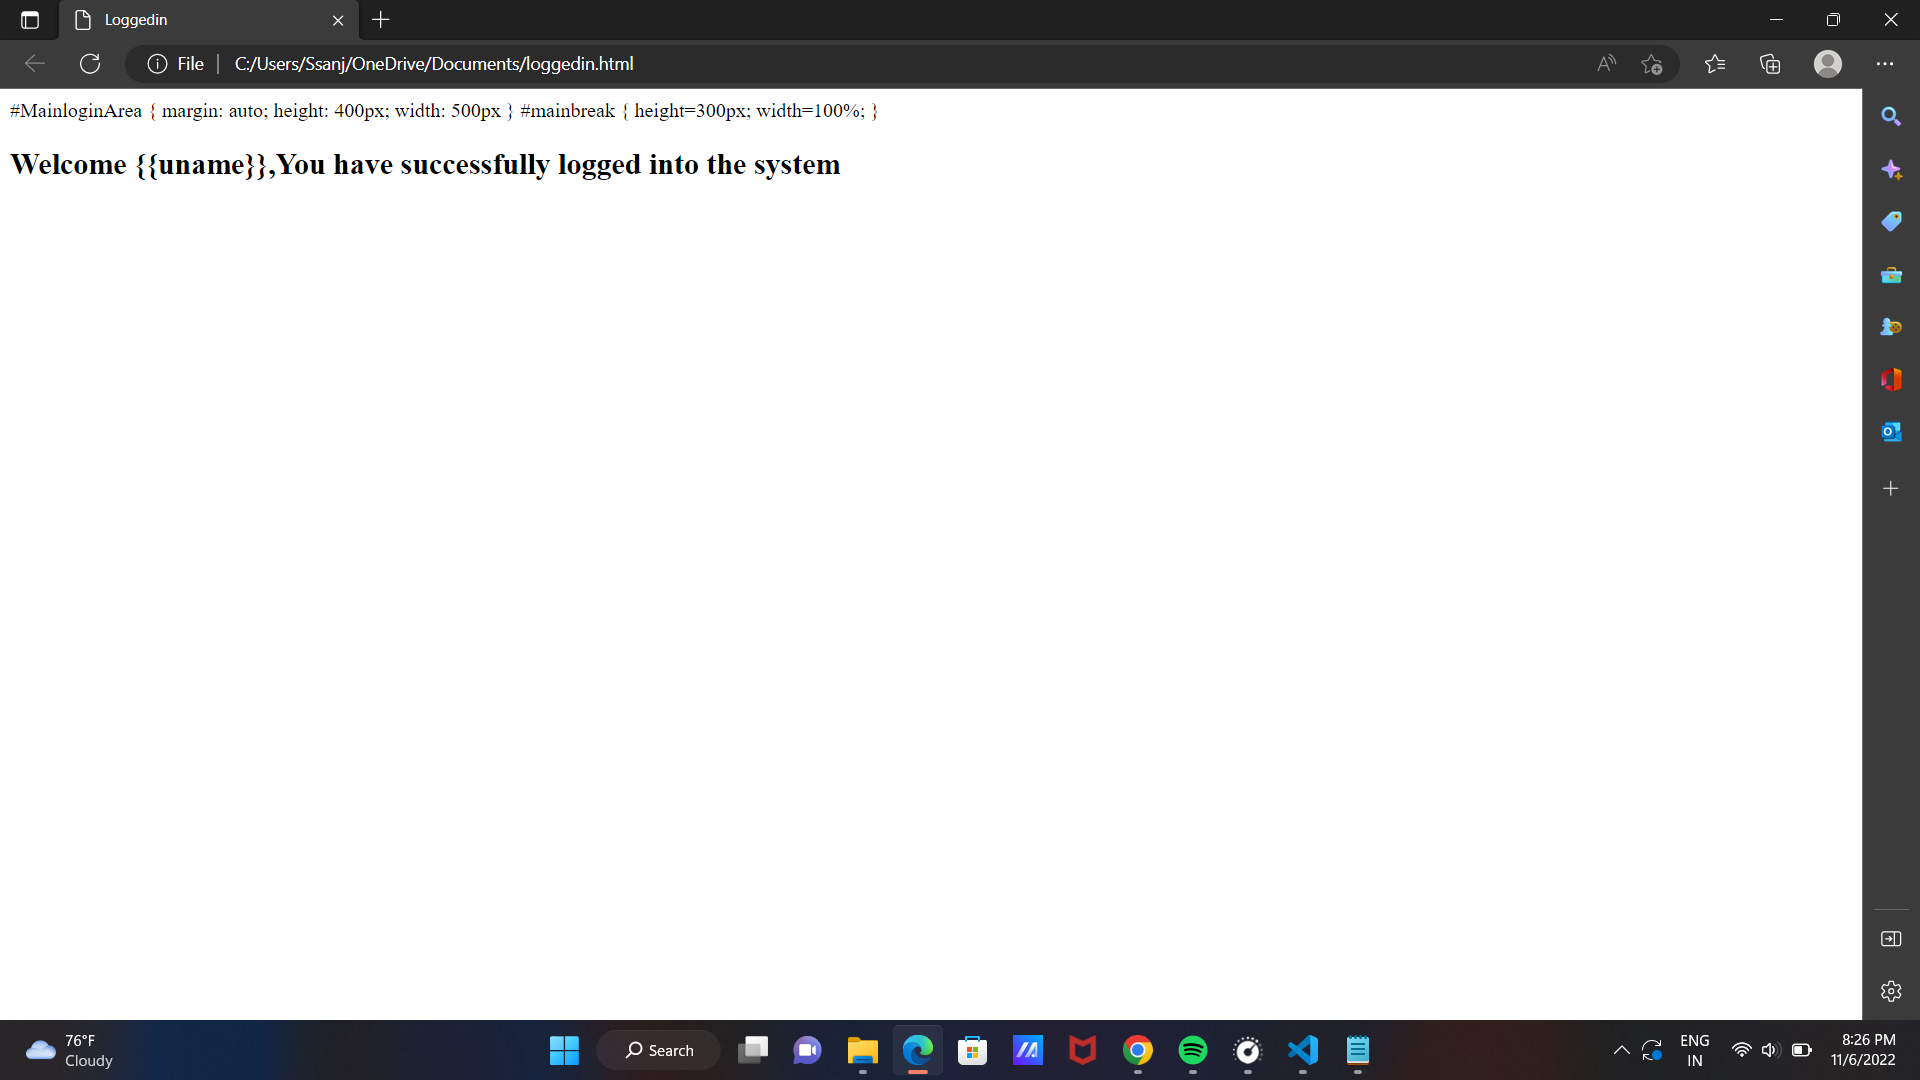 Loggedin
File
C:/Users/Ssanj/OneDrive/Documents/loggedin.html
#MainloginArea { margin: auto; height: 400px; width: 500px } #mainbreak { height=300px; width=100%; }
Welcome {{uname}},You have successfully logged into the system
76°F
Cloudy
Search
ENG
IN
8:26 PM
11/6/2022